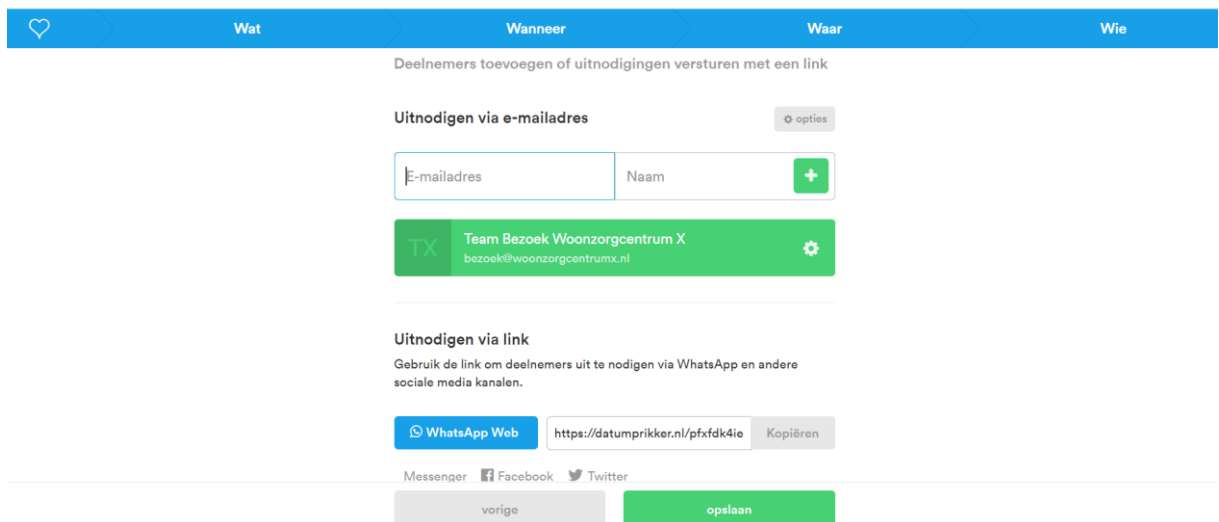 Wat Wanneer Waar Wie
Deelnemers toevoegen of uitnodigingen versturen met een link
Uitnodigen via e-mailadres
opties
E-mailadres Naam
TX
Team Bezoek Woonzorgcentrum X
bezoek@woonzorgcentrumx.nl
Uitnodigen via link
Gebruik de link om deelnemers uit te nodigen via WhatsApp en andere
sociale media kanalen.
WhatsApp Web https://datumprikker.nl/pfxfdk4ie Kopiëren
Messenger Facebook Twitter
vorige opslaan